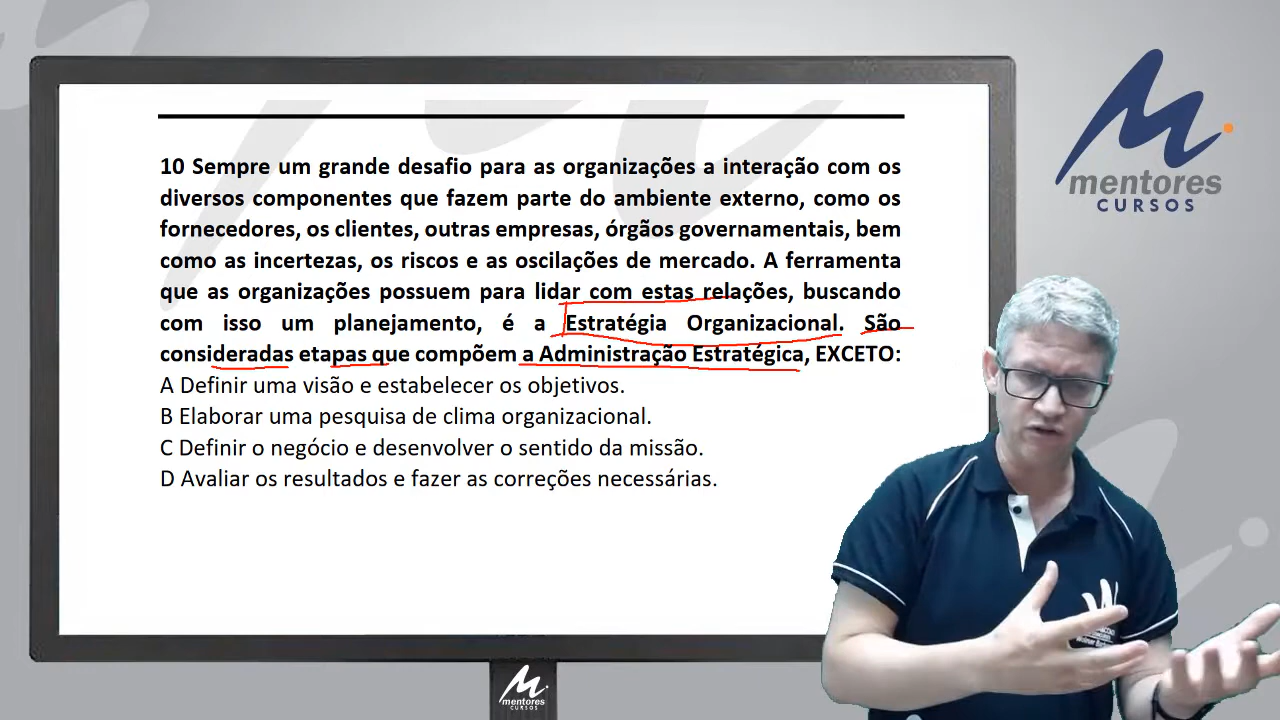 10 Sempre um grande desafio para as organizações a interação com os
diversos componentes que fazem parte do ambiente externo, como os
fornecedores, os clientes, outras empresas, órgãos governamentais, bem
como as incertezas, os riscos e as oscilações de mercado. A ferramenta
que as organizações possuem para lidar com estas relações, buscando
com isso um planejamento, é a Estratégia Organizacional. São
consideradas etapas que compõem a Administração Estratégica, EXCETO:
A Definir uma visão e estabelecer os objetivos.
B Elaborar uma pesquisa de clima organizacional.
C Definir o negócio e desenvolver o sentido da missão.
D Avaliar os resultados e fazer as correções necessárias.
mentores
CURSOS
mentores
CURSOS